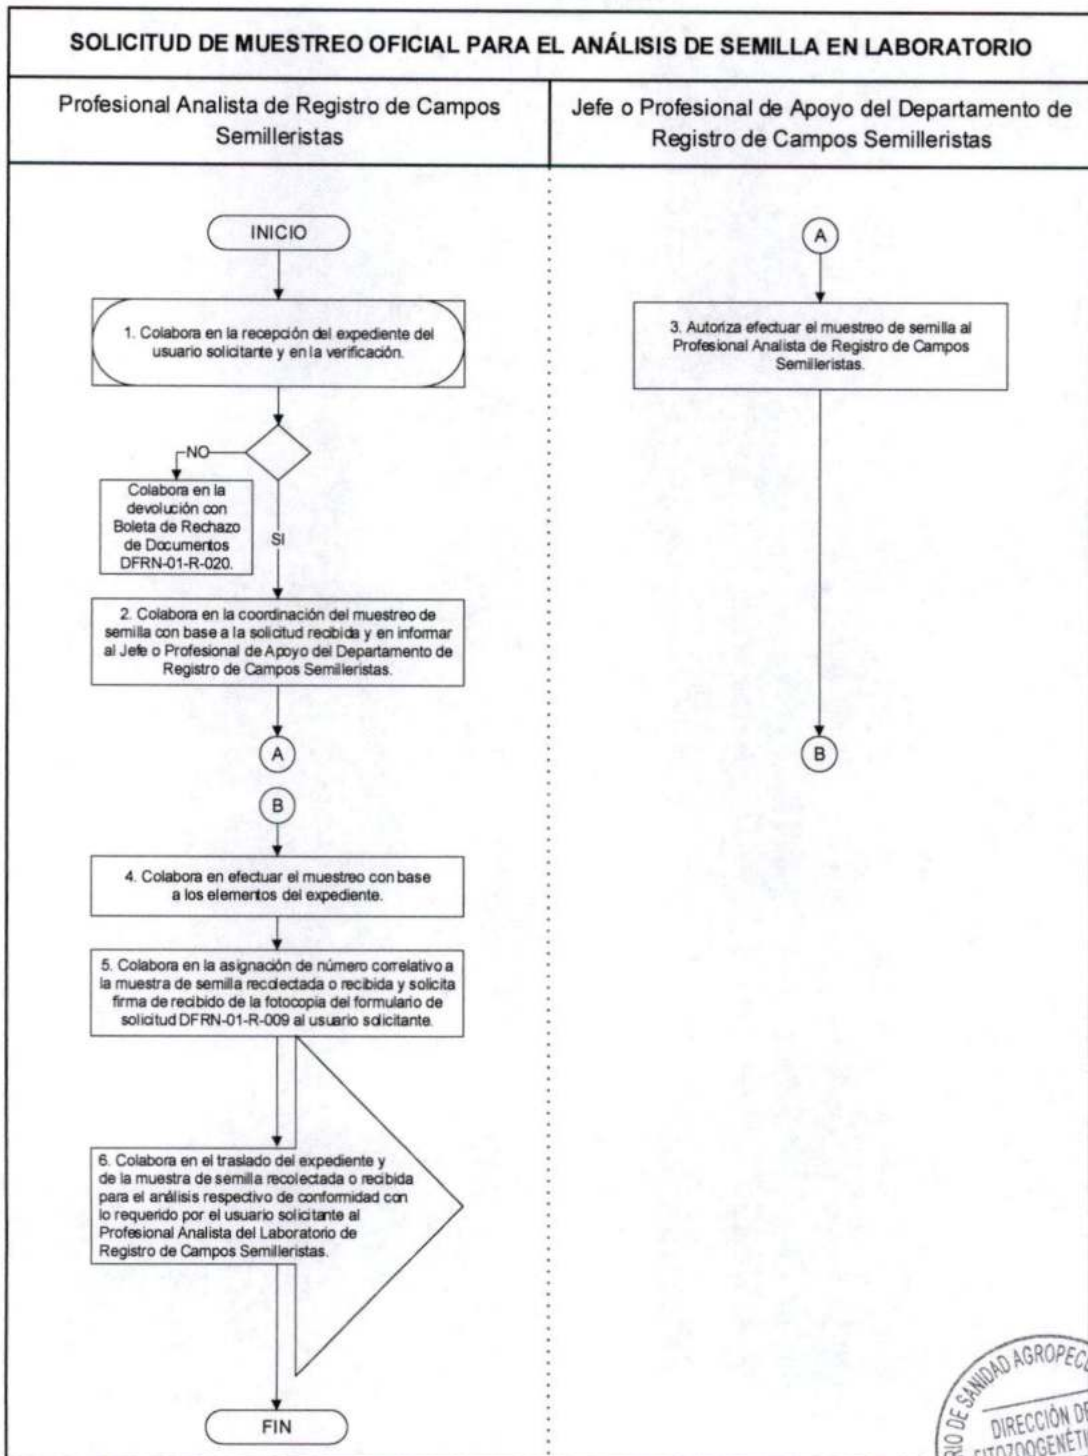 SOLICITUD DE MUESTREO OFICIAL PARA EL ANÁLISIS DE SEMILLA EN LABORATORIO
Profesional Analista de Registro de Campos
Semilleristas
Jefe o Profesional de Apoyo del Departamento de
Registro de Campos Semilleristas
INICIO
1. Colabora en la recepción del expediente del
usuario solicitante y en la verificación.
NO
Colabora en la
devolución con
Boleta de Rechazo
de Documentos
DFRN-01-R-020.
SI
2. Colabora en la coordinación del muestreo de
semilla con base a la solicitud recibida y en informar
al Jefe o Profesional de Apoyo del Departamento de
Registro de Campos Semilleristas.
A
A
3. Autoriza efectuar el muestreo de semilla al
Profesional Analista de Registro de Campos
Semilleristas.
B
B
4. Colabora en efectuar el muestreo con base
a los elementos del expediente.
5. Colabora en la asignación de número correlativo a
la muestra de semilla recolectada o recibida y solicita
firma de recibido de la fotocopia del formulario de
solicitud DFRN-01-R-009 al usuario solicitante.
6. Colabora en el traslado del expediente y
de la muestra de semilla recolectada o recibida
para el análisis respectivo de conformidad con
lo requerido por el usuario solicitante al
Profesional Analista del Laboratorio de
Registro de Campos Semilleristas.
FIN
DE SANIDAD
DIRECCIÓN DE